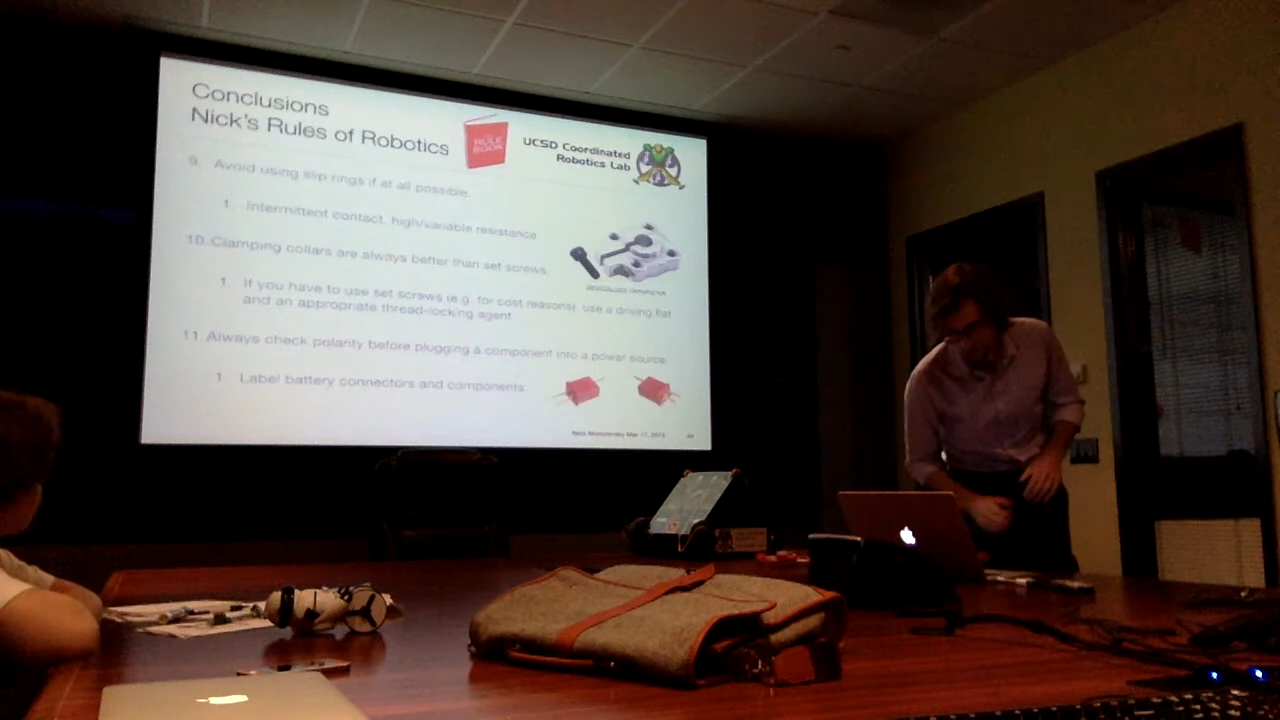 Conclusions
Nick's Rules of Robotics
RULE
BOOK
UCSD Coordinated
Robotics Lab
9. Avoid using slip rings if at all possible.
1. Intermittent contact, high/variable resistance
10. Clamping collars are always better than set screws.
1. If you have to use set screws (e.g. for cost reasons), use a driving flat
and an appropriate thread-locking agent
11. Always check polarity before plugging a component into a power source.
1. Label battery connectors and components
44